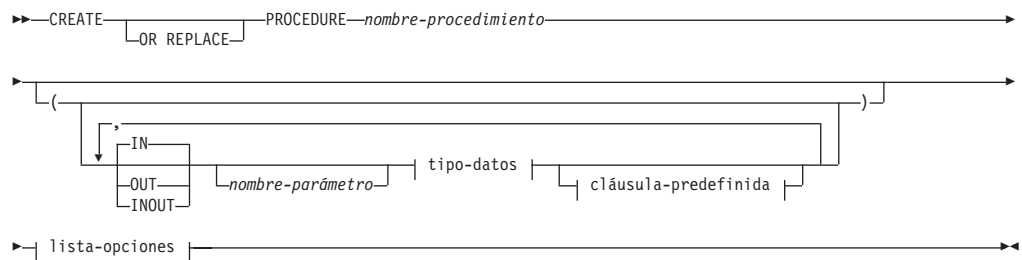 CREATE OR REPLACE PROCEDURE nombre-procedimiento
( )
,
IN
OUT
INOUT
nombre-parámetro
tipo-datos
cláusula-predefinida
lista-opciones